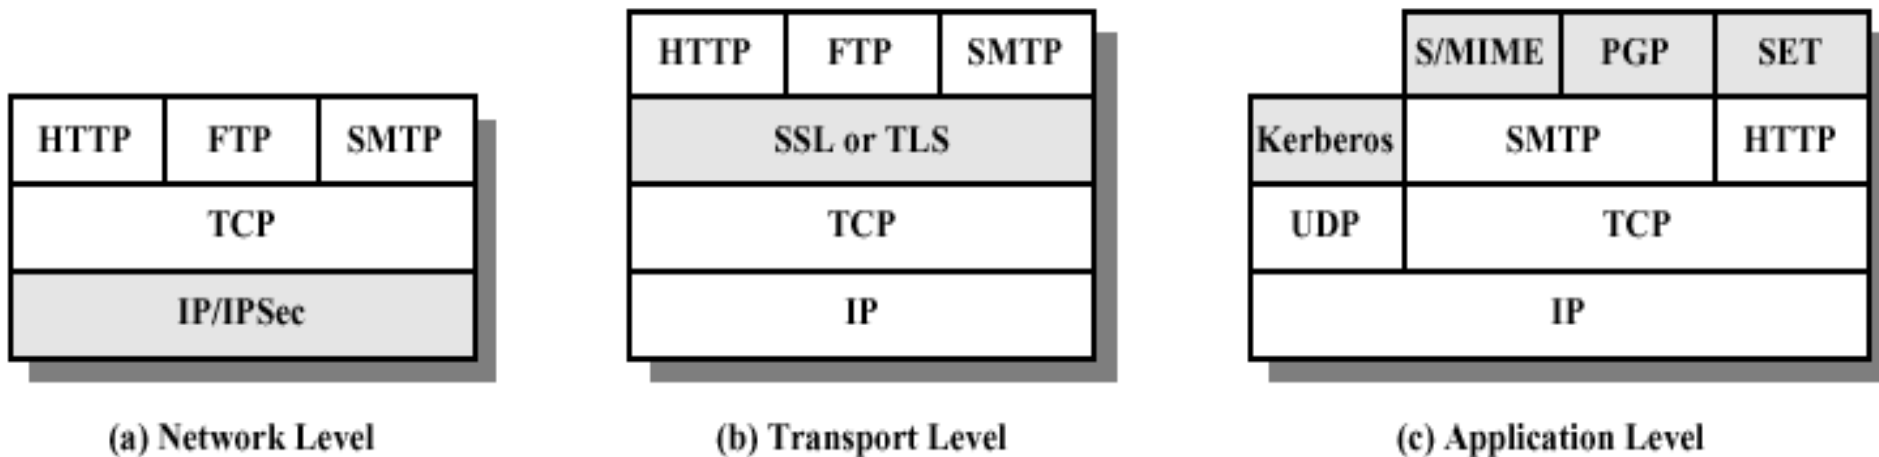 HTTP FTP SMTP
TCP
IP/IPSec
(a) Network Level
HTTP FTP SMTP
SSL or TLS
TCP
IP
(b) Transport Level
S/MIME PGP SET
Kerberos SMTP HTTP
UDP TCP
IP
(c) Application Level